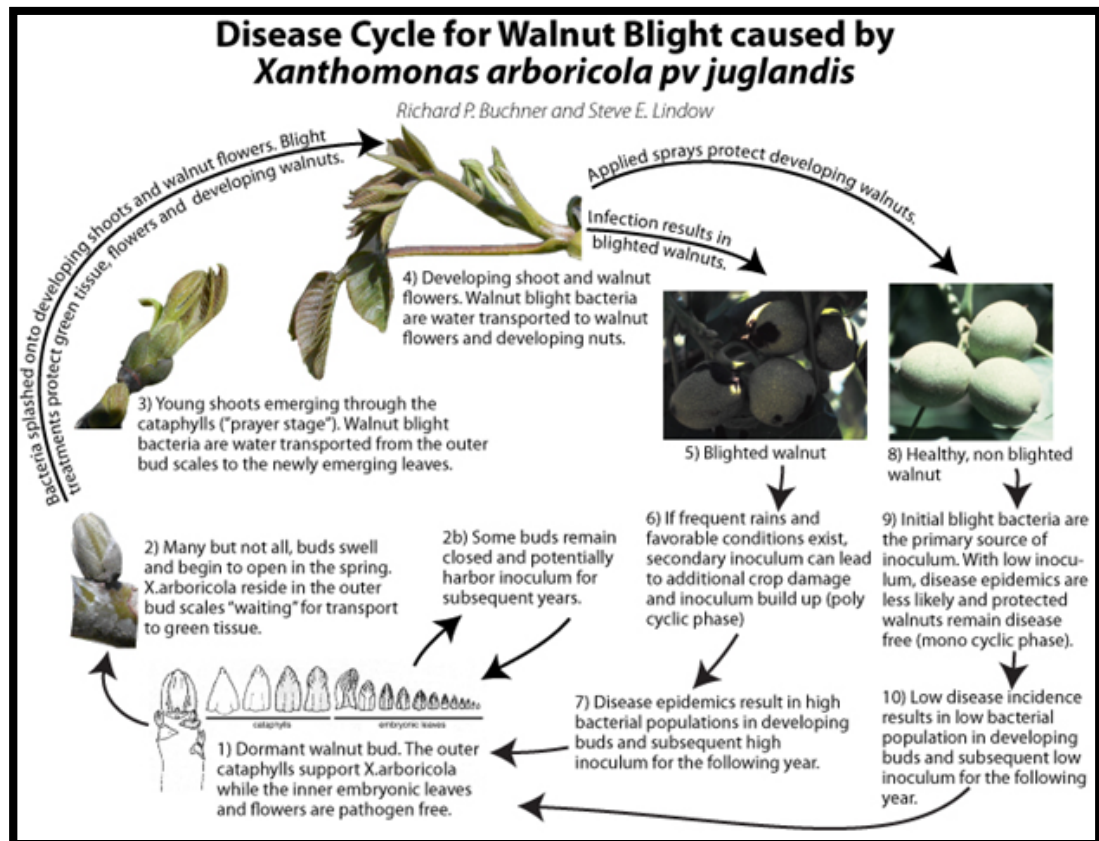 Disease Cycle for Walnut Blight caused by
Xanthomonas arboricola pv juglandis
Richard P. Buchner and Steve E. Lindow
Bacteria splashed onto developing shoots and walnut flowers. Blight
treatments protect green tissue, flowers and developing walnuts.
Applied sprays protect developing walnuts.
Infection results in
blighted walnuts.
4) Developing shoot and walnut
flowers. Walnut blight bacteria
are water transported to walnut
flowers and developing nuts.
3) Young shoots emerging through the
cataphylls ("prayer stage"). Walnut blight
bacteria are water transported from the outer
bud scales to the newly emerging leaves.
5) Blighted walnut
8) Healthy, non blighted
walnut
2) Many but not all, buds swell
and begin to open in the spring.
X.arboricola reside in the outer
bud scales "waiting" for transport
to green tissue.
2b) Some buds remain
closed and potentially
harbor inoculum for
subsequent years.
6) If frequent rains and
favorable conditions exist,
secondary inoculum can lead
to additional crop damage
and inoculum build up (poly
cyclic phase)
9) Initial blight bacteria are
the primary source of
inoculum. With low inocu-
lum, disease epidemics are
less likely and protected
walnuts remain disease
free (mono cyclic phase).
cataphylls
embryonic leaves
1) Dormant walnut bud. The outer
cataphylls support X.arboricola
while the inner embryonic leaves
and flowers are pathogen free.
7) Disease epidemics result in high
bacterial populations in developing
buds and subsequent high
inoculum for the following year.
10) Low disease incidence
results in low bacterial
population in developing
buds and subsequent low
inoculum for the following
year.